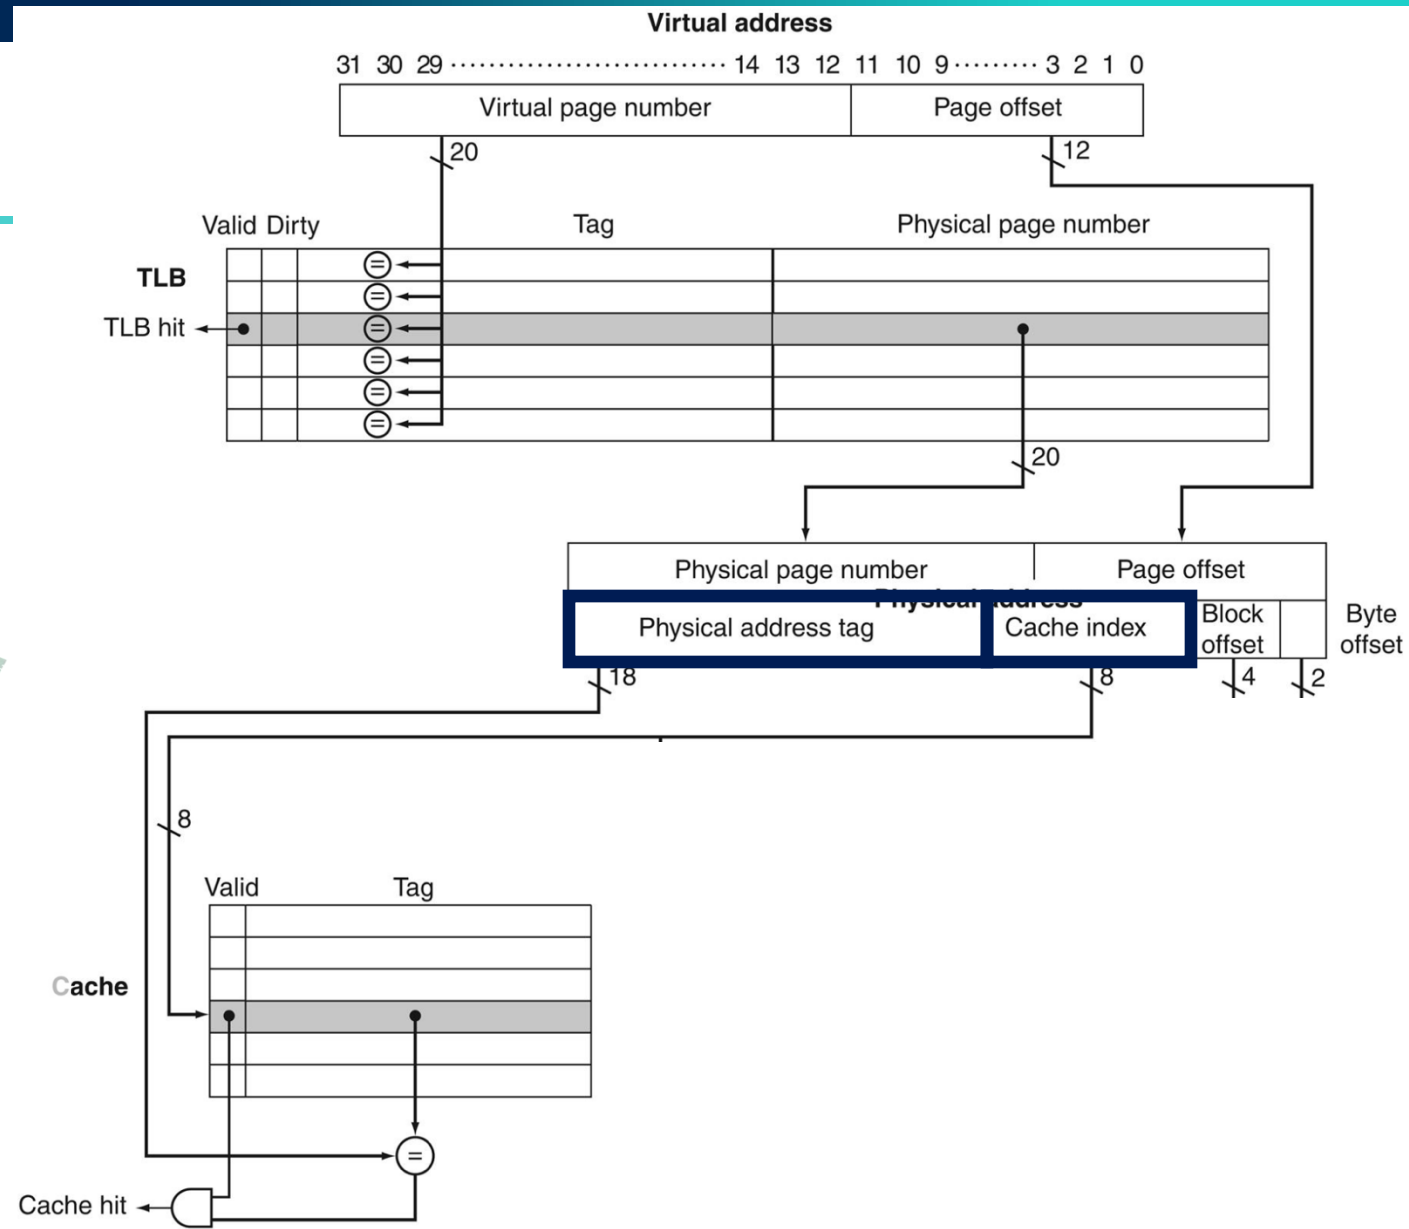 Virtual address
31 30 29 ............................ 14 13 12 11 10 9 ......... 3 2 1 0
Virtual page number Page offset
20 12
Valid Dirty Tag Physical page number
TLB
=
=
TLB hit =
=
=
=
20
Physical page number Page offset
Physical address
Physical address tag Cache index Block offset Byte offset
18 8 4 2
8
Valid Tag
Cache
=
Cache hit